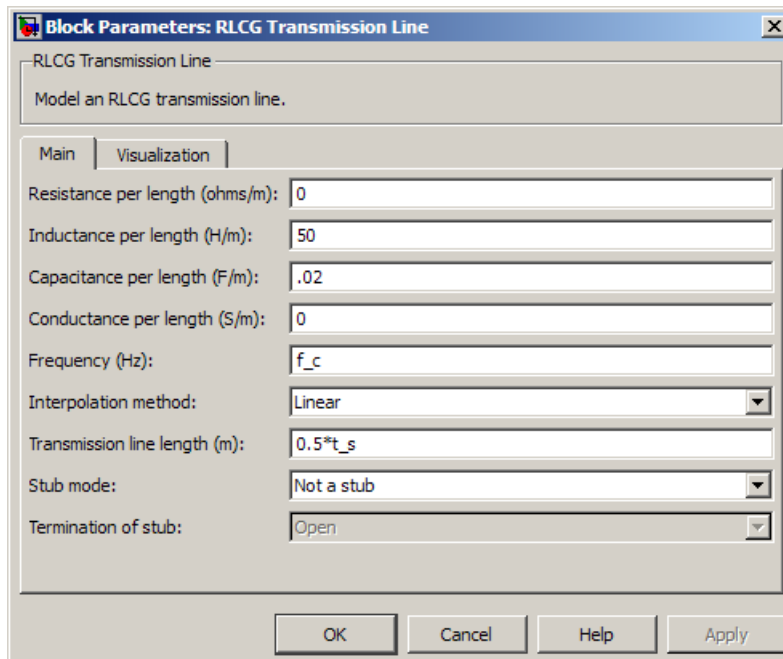 Block Parameters: RLCG Transmission Line
RLCG Transmission Line
Model an RLCG transmission line.
Main Visualization
Resistance per length (ohms/m): 0
Inductance per length (H/m): 50
Capacitance per length (F/m): .02
Conductance per length (S/m): 0
Frequency (Hz): f_c
Interpolation method: Linear
Transmission line length (m): 0.5*t_s
Stub mode: Not a stub
Termination of stub: Open
OK Cancel Help Apply